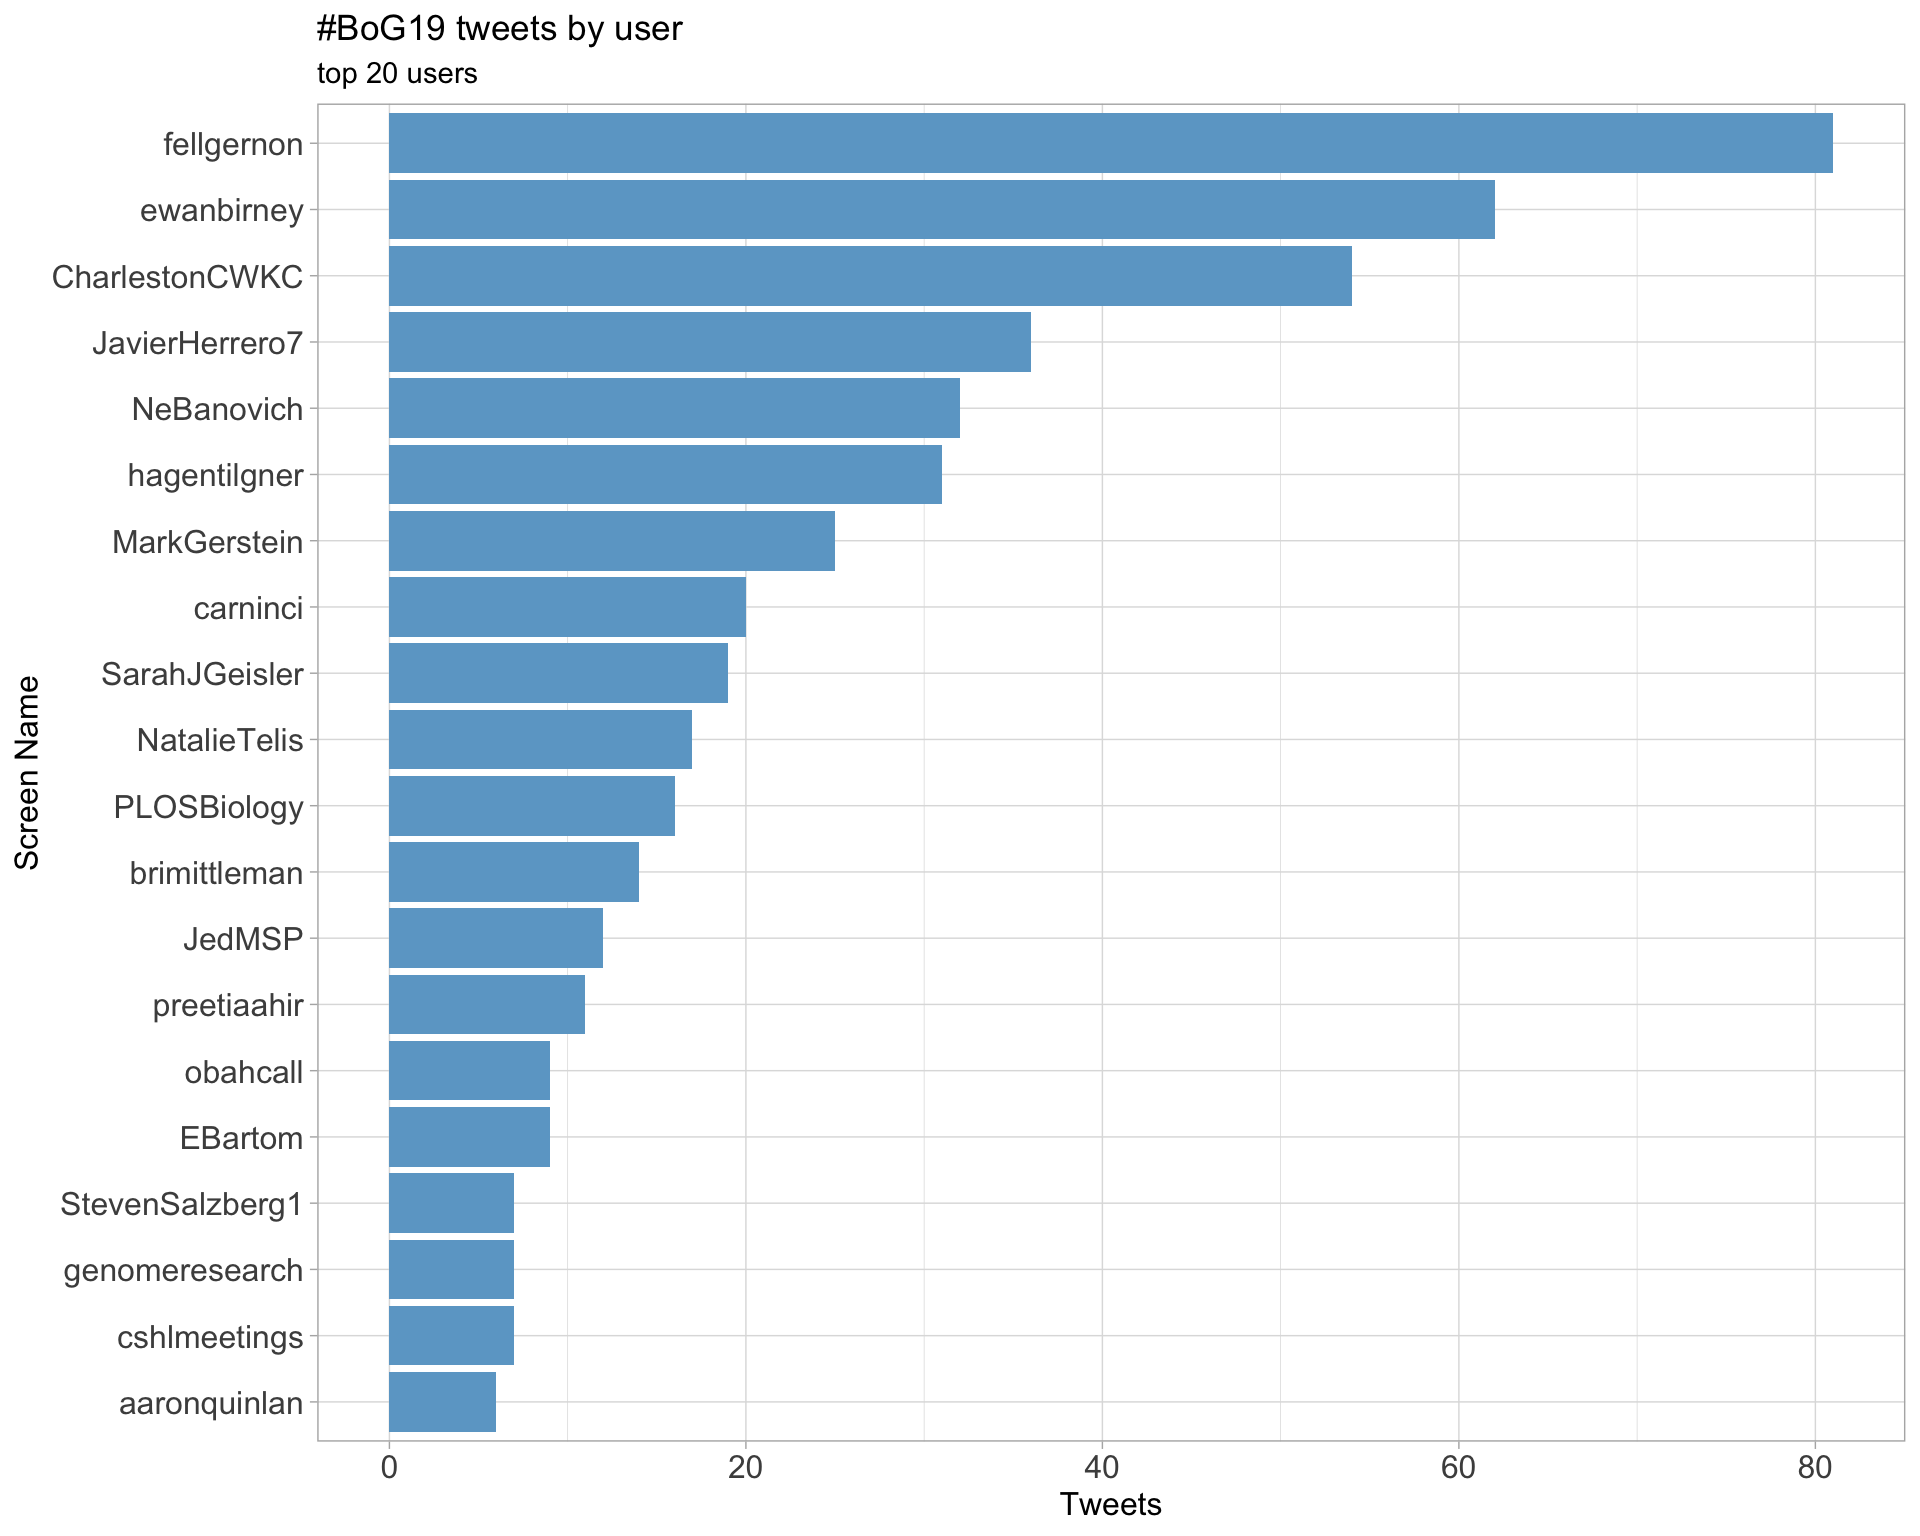 #BoG19 tweets by user
top 20 users
fellgernon
ewanbirney
CharlestonCWKC
JavierHerrero7
NeBanovich
hagentilgner
MarkGerstein
carninci
SarahJGeisler
NatalieTelis
PLOSBiology
brimittleman
JedMSP
preetiaahir
obahcall
EBartom
StevenSalzberg1
genomeresearch
cshlmeetings
aaronquinlan
Screen Name
0 20 40 60 80
Tweets